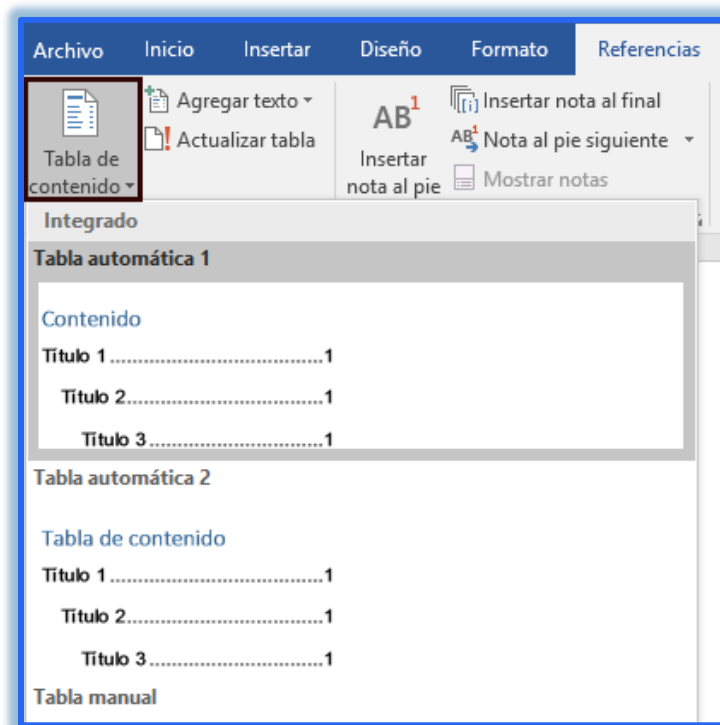 Archivo Inicio Insertar Diseño Formato Referencias
Tabla de contenido
Agregar texto
Actualizar tabla
AB1
Insertar nota al pie
[i] Insertar nota al final
AB1 Nota al pie siguiente
Mostrar notas
Integrado
Tabla automática 1
Contenido
Título 1....................................1
Título 2.................................1
Título 3..............................1
Tabla automática 2
Tabla de contenido
Título 1....................................1
Título 2.................................1
Título 3..............................1
Tabla manual